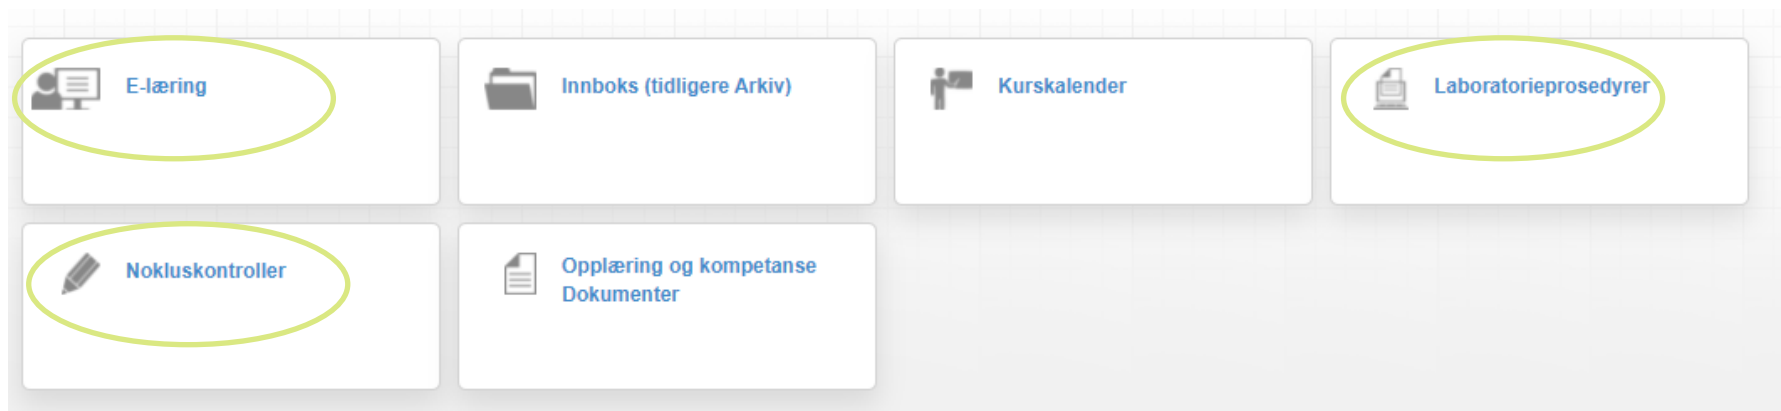 E-læring
Innboks (tidligere Arkiv)
Kurskalender
Laboratorieprosedyrer
Nokluskontroller
Opplæring og kompetanse
Dokumenter